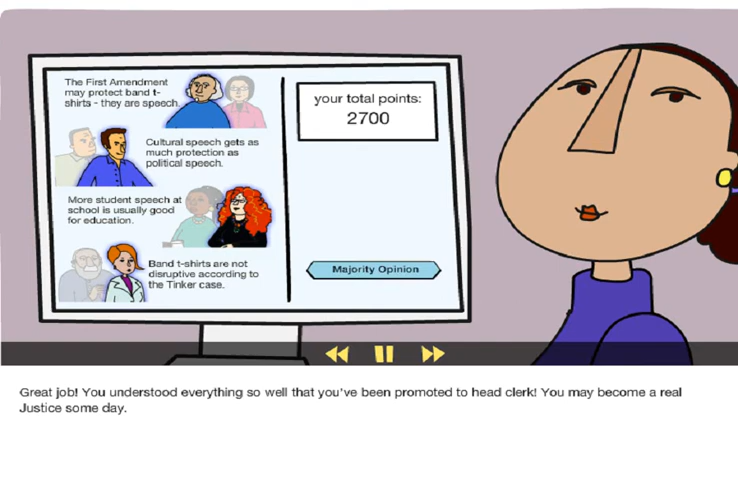 The First Amendment
may protect band t-
shirts - they are speech.
Cultural speech gets as
much protection as
political speech.
More student speech at
school is usually good
for education.
Band t-shirts are not
disruptive according to
the Tinker case.
your total points:
2700
Majority Opinion
Great job! You understood everything so well that you've been promoted to head clerk! You may become a real
Justice some day.